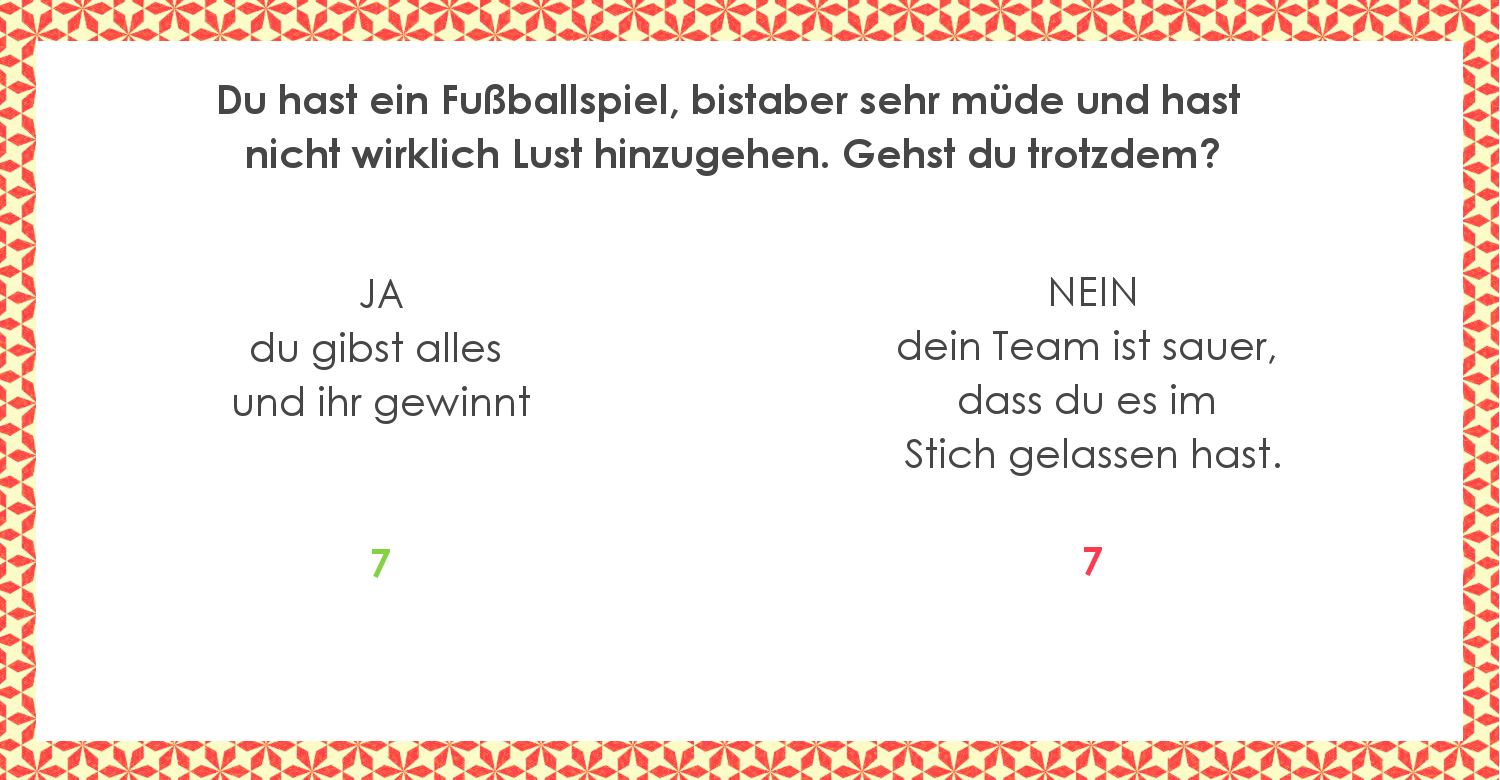 Du hast ein Fußballspiel, bistaber sehr müde und hast
nicht wirklich Lust hinzugehen. Gehst du trotzdem?
JA
du gibst alles
und ihr gewinnt
7
NEIN
dein Team ist sauer,
dass du es im
Stich gelassen hast.
7